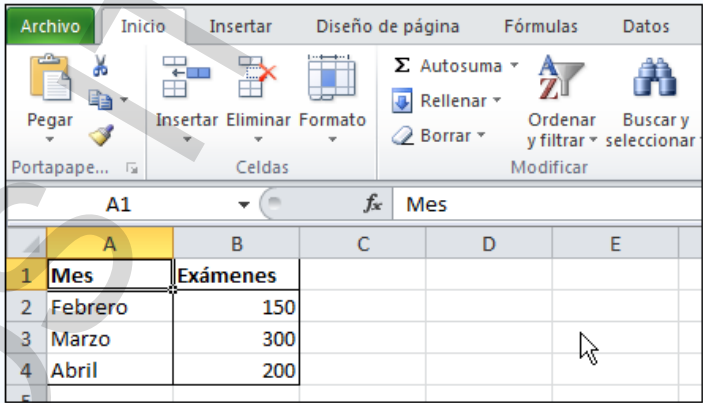 Archivo Inicio Insertar Diseño de página Fórmulas Datos
Pegar
Insertar Eliminar Formato
Σ Autosuma
Rellenar
Borrar
Ordenar y filtrar
Buscar y seleccionar
Portapape... Celdas Modificar
A1 fx Mes
A B C D E
1 Mes Exámenes
2 Febrero 150
3 Marzo 300
4 Abril 200